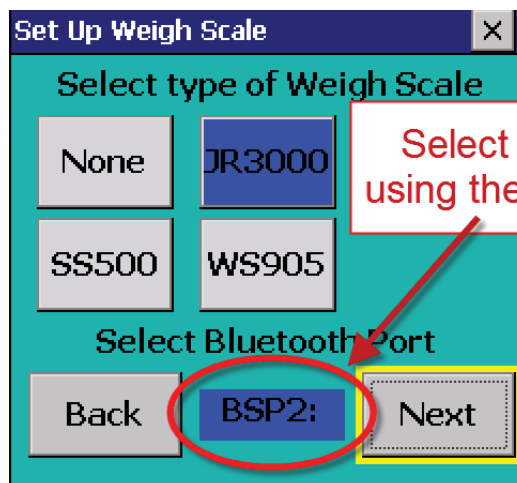 Set Up Weigh Scale
Select type of Weigh Scale
None JR3000
Select
using the
SS500 WS905
Select Bluetooth Port
Back BSP2: Next